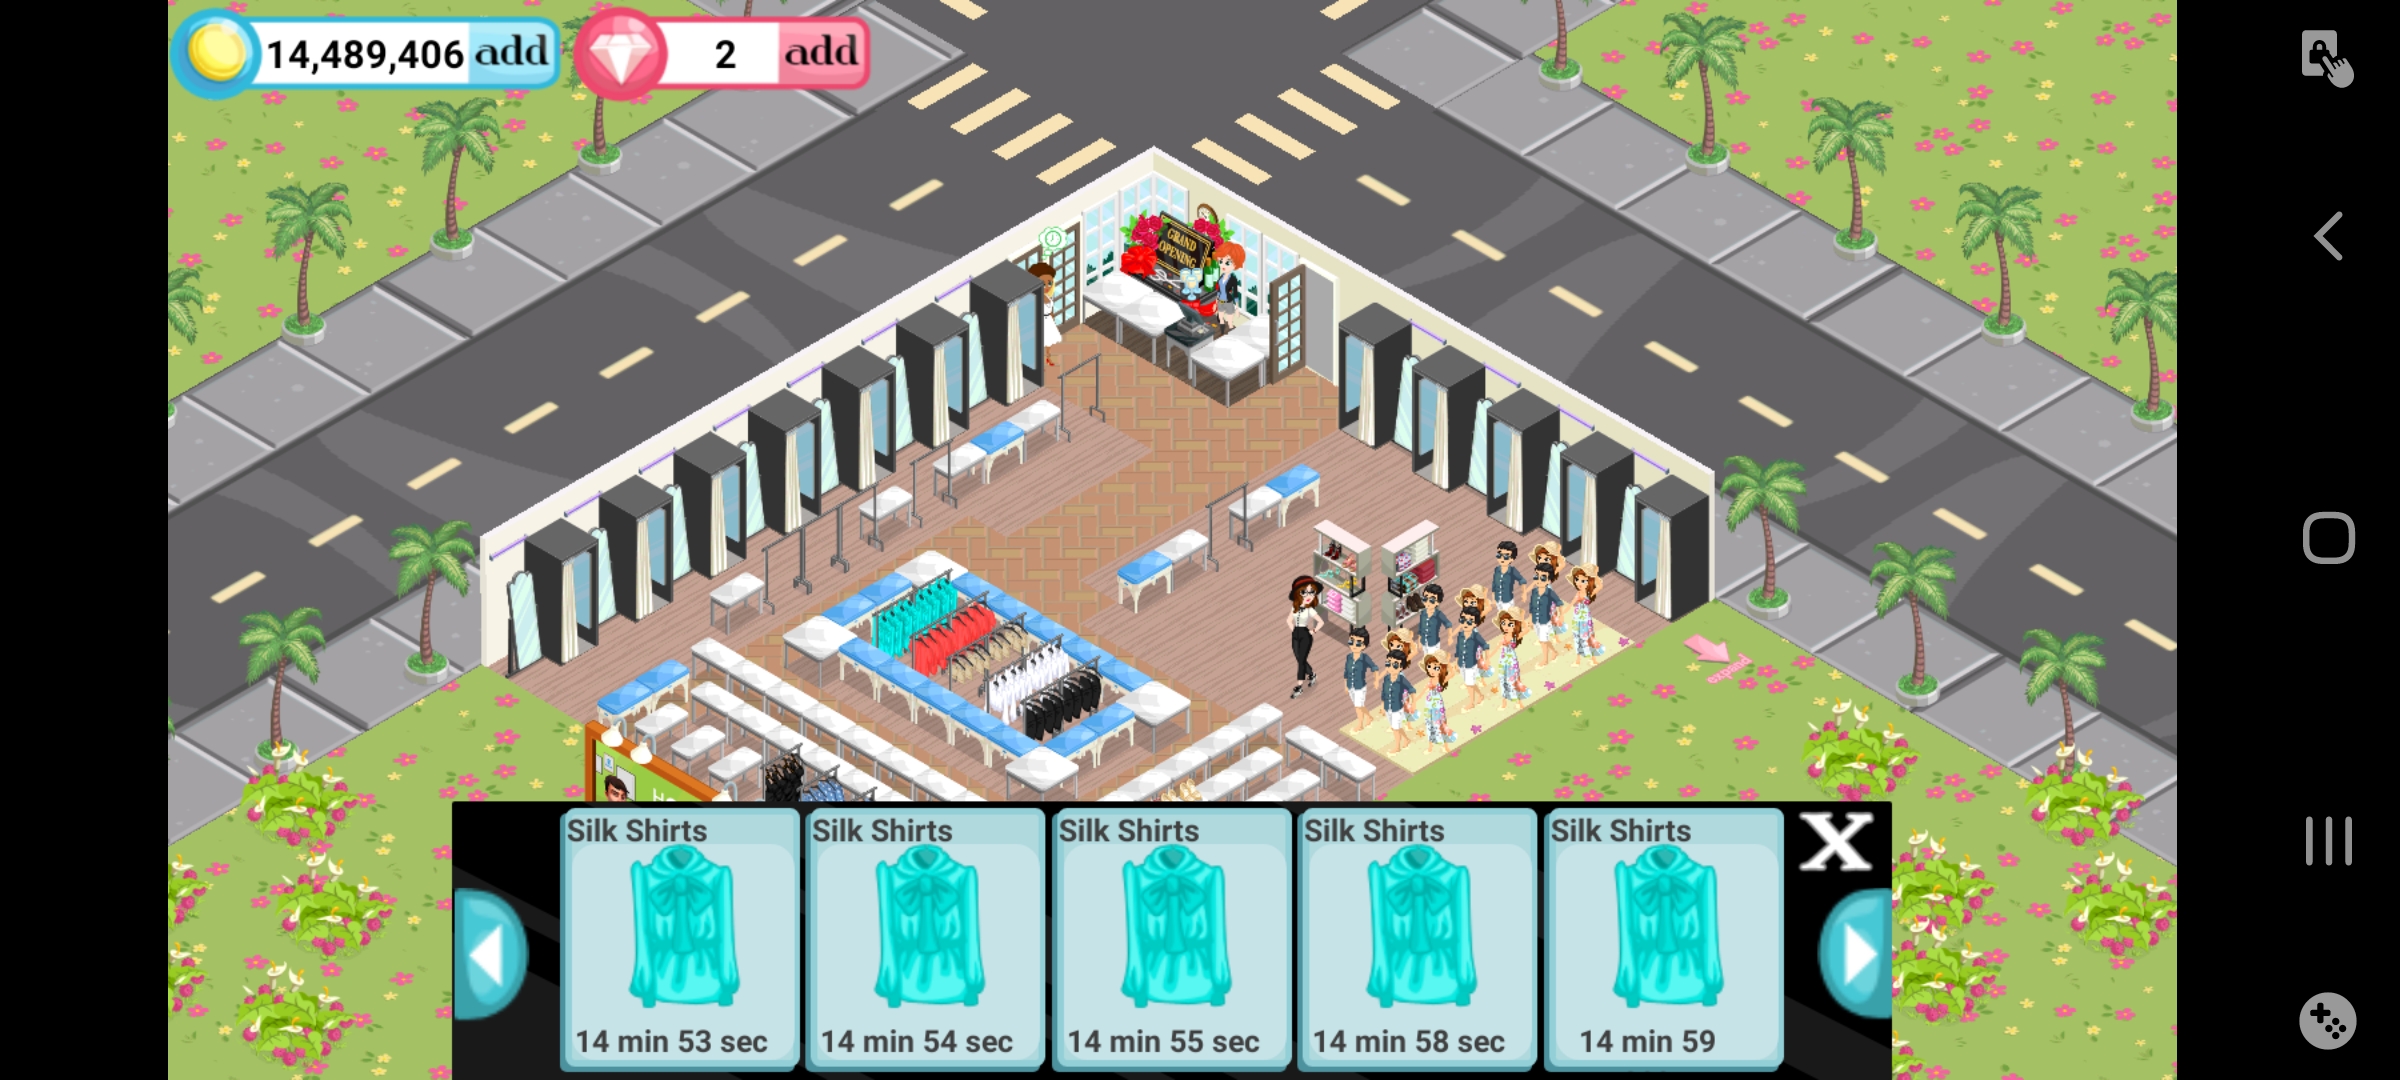 14,489,406 add
2 add
GRAND
OPENING
expand
Silk Shirts
14 min 53 sec
Silk Shirts
14 min 54 sec
Silk Shirts
14 min 55 sec
Silk Shirts
14 min 58 sec
Silk Shirts
14 min 59
X